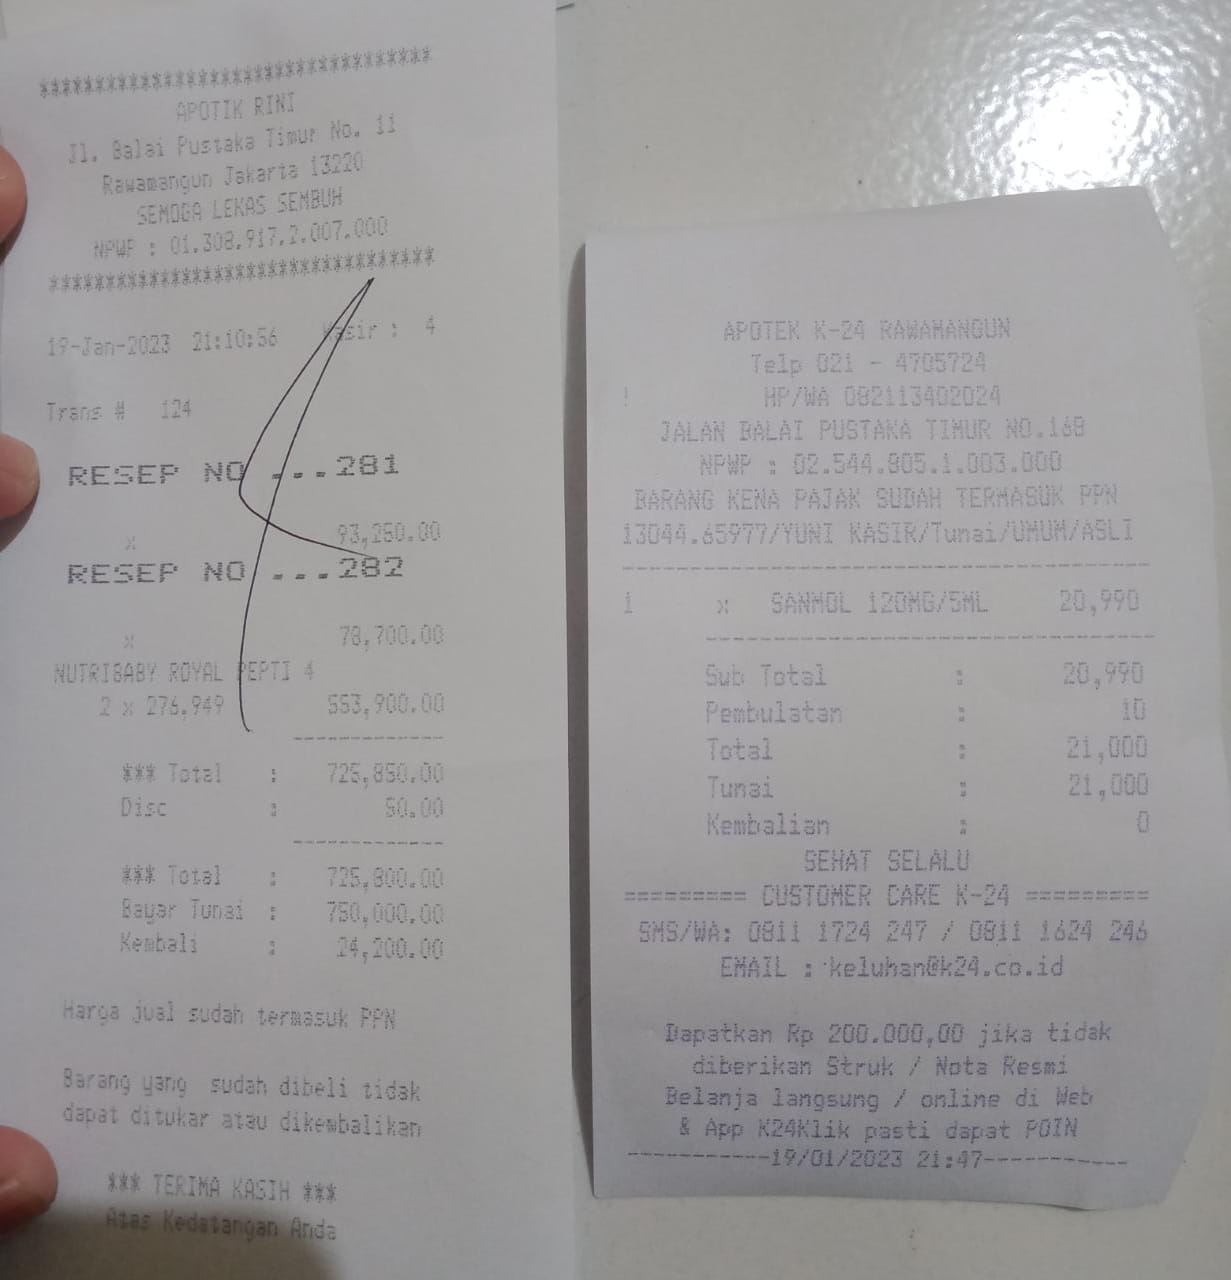 *********************************
APOTIK RINI
Jl. Balai Pustaka Timur No. 11
Rawamangun Jakarta 13220
SEMOGA LEKAS SEMBUH
NPWP : 01.308.917.2.007.000
*********************************
19-Jan-2023 21:10:56 Kasir : 4
Trans # 124
RESEP NO ...281
x 93,250.00
RESEP NO ...282
x 78,700.00
NUTRIBABY ROYAL PEPTI 4
2 x 276,949 553,900.00
---------------
*** Total : 725,850.00
Disc : 50.00
---------------
*** Total : 725,800.00
Bayar Tunai : 750,000.00
Kembali : 24,200.00
Harga jual sudah termasuk PPN
Barang yang sudah dibeli tidak
dapat ditukar atau dikembalikan
*** TERIMA KASIH ***
Atas Kedatangan Anda
APOTEK K-24 RAWAMANGUN
Telp 021 - 4705724
! HP/WA 082113402024
JALAN BALAI PUSTAKA TIMUR NO.16B
NPWP : 02.544.805.1.003.000
BARANG KENA PAJAK SUDAH TERMASUK PPN
13044.65977/YUNI KASIR/Tunai/UMUM/ASLI
------------------------------------------
1 x SANMOL 120MG/5ML 20,990
------------------------------------
Sub Total : 20,990
Pembulatan : 10
Total : 21,000
Tunai : 21,000
Kembalian : 0
SEHAT SELALU
========= CUSTOMER CARE K-24 =========
SMS/WA: 0811 1724 247 / 0811 1624 246
EMAIL : keluhan@k24.co.id
Dapatkan Rp 200.000,00 jika tidak
diberikan Struk / Nota Resmi
Belanja langsung / online di Web
& App K24Klik pasti dapat POIN
-----------19/01/2023 21:47-----------